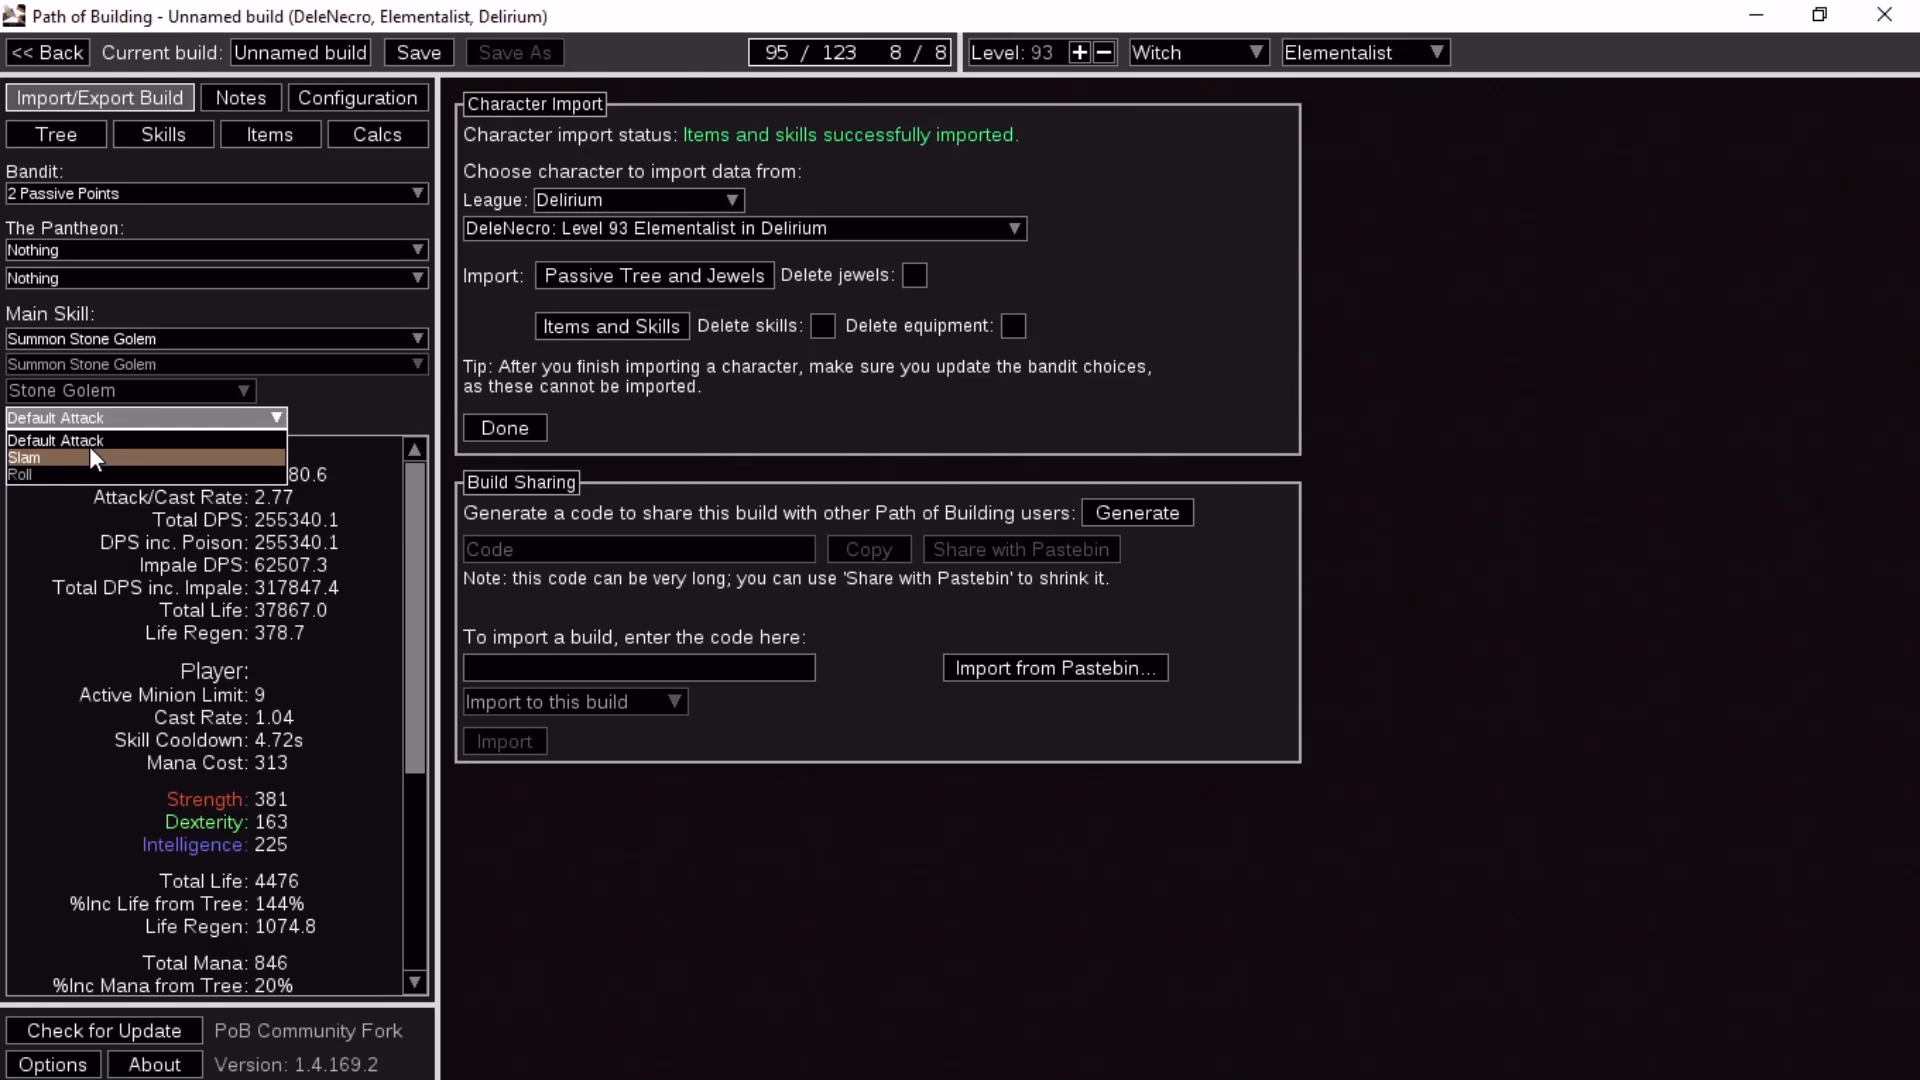 Path of Building - Unnamed build (DeleNecro, Elementalist, Delirium)
<< Back Current build: Unnamed build Save Save As 95 / 123 8 / 8 Level: 93 + - Witch Elementalist
Import/Export Build Notes Configuration
Tree Skills Items Calcs
Bandit:
2 Passive Points
The Pantheon:
Nothing
Nothing
Main Skill:
Summon Stone Golem
Summon Stone Golem
Stone Golem
Default Attack
Default Attack
Slam
Roll
80.6
Attack/Cast Rate: 2.77
Total DPS: 255340.1
DPS inc. Poison: 255340.1
Impale DPS: 62507.3
Total DPS inc. Impale: 317847.4
Total Life: 37867.0
Life Regen: 378.7
Player:
Active Minion Limit: 9
Cast Rate: 1.04
Skill Cooldown: 4.72s
Mana Cost: 313
Strength: 381
Dexterity: 163
Intelligence: 225
Total Life: 4476
%Inc Life from Tree: 144%
Life Regen: 1074.8
Total Mana: 846
%Inc Mana from Tree: 20%
Check for Update PoB Community Fork
Options About Version: 1.4.169.2
Character Import
Character import status: Items and skills successfully imported.
Choose character to import data from:
League: Delirium
DeleNecro: Level 93 Elementalist in Delirium
Import: Passive Tree and Jewels Delete jewels:
Items and Skills Delete skills: Delete equipment:
Tip: After you finish importing a character, make sure you update the bandit choices,
as these cannot be imported.
Done
Build Sharing
Generate a code to share this build with other Path of Building users: Generate
Code Copy Share with Pastebin
Note: this code can be very long; you can use 'Share with Pastebin' to shrink it.
To import a build, enter the code here:
Import from Pastebin...
Import to this build
Import